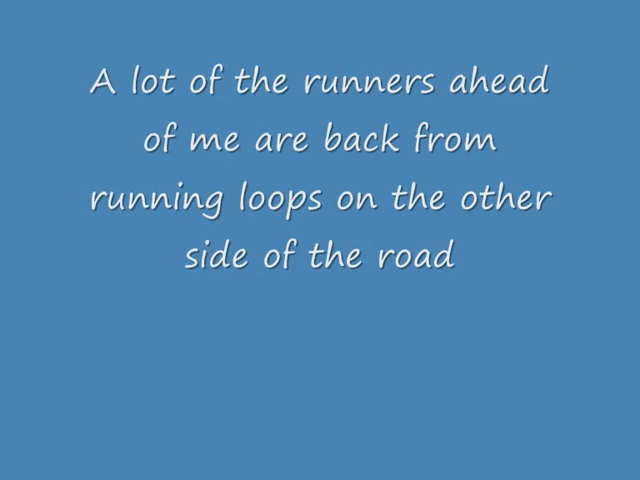 A lot of the runners ahead
of me are back from
running loops on the other
side of the road